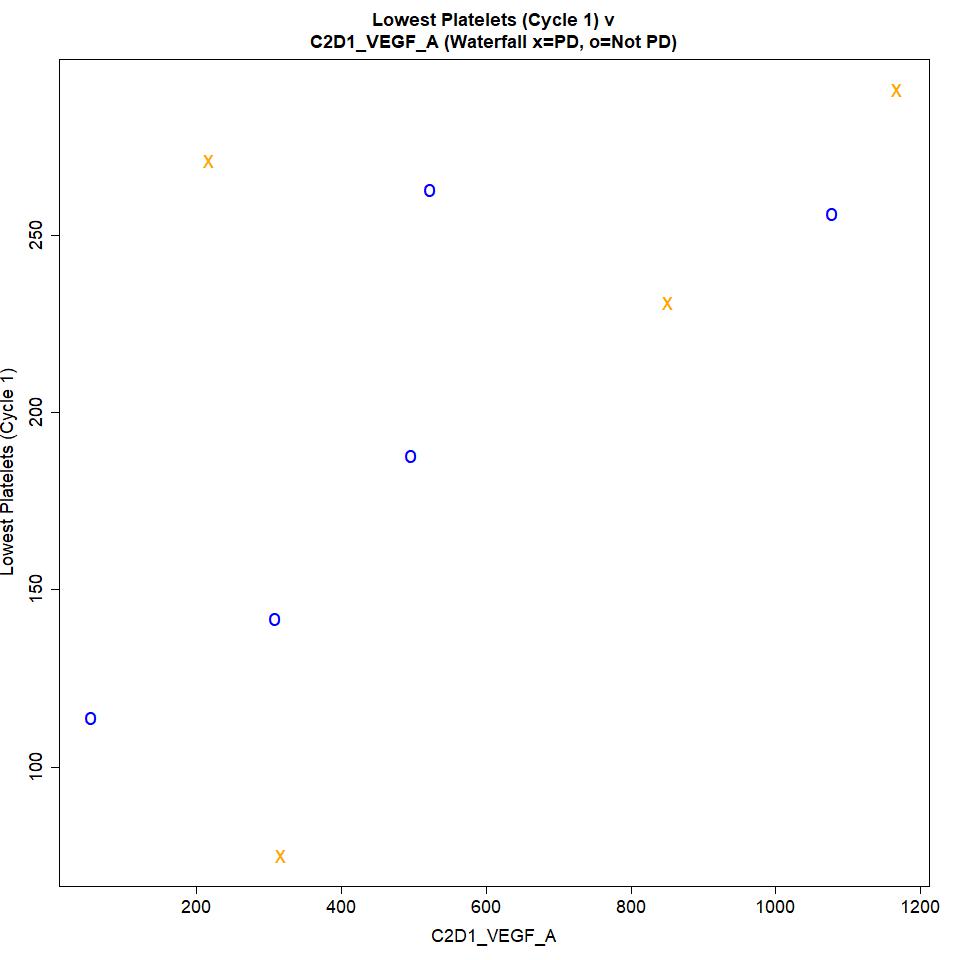 Lowest Platelets (Cycle 1) v
C2D1_VEGF_A (Waterfall x=PD, o=Not PD)
X
X
O
O
250
X
Lowest Platelets (Cycle 1)
200
O
150
O
O
100
X
200 400 600 800 1000 1200
C2D1_VEGF_A